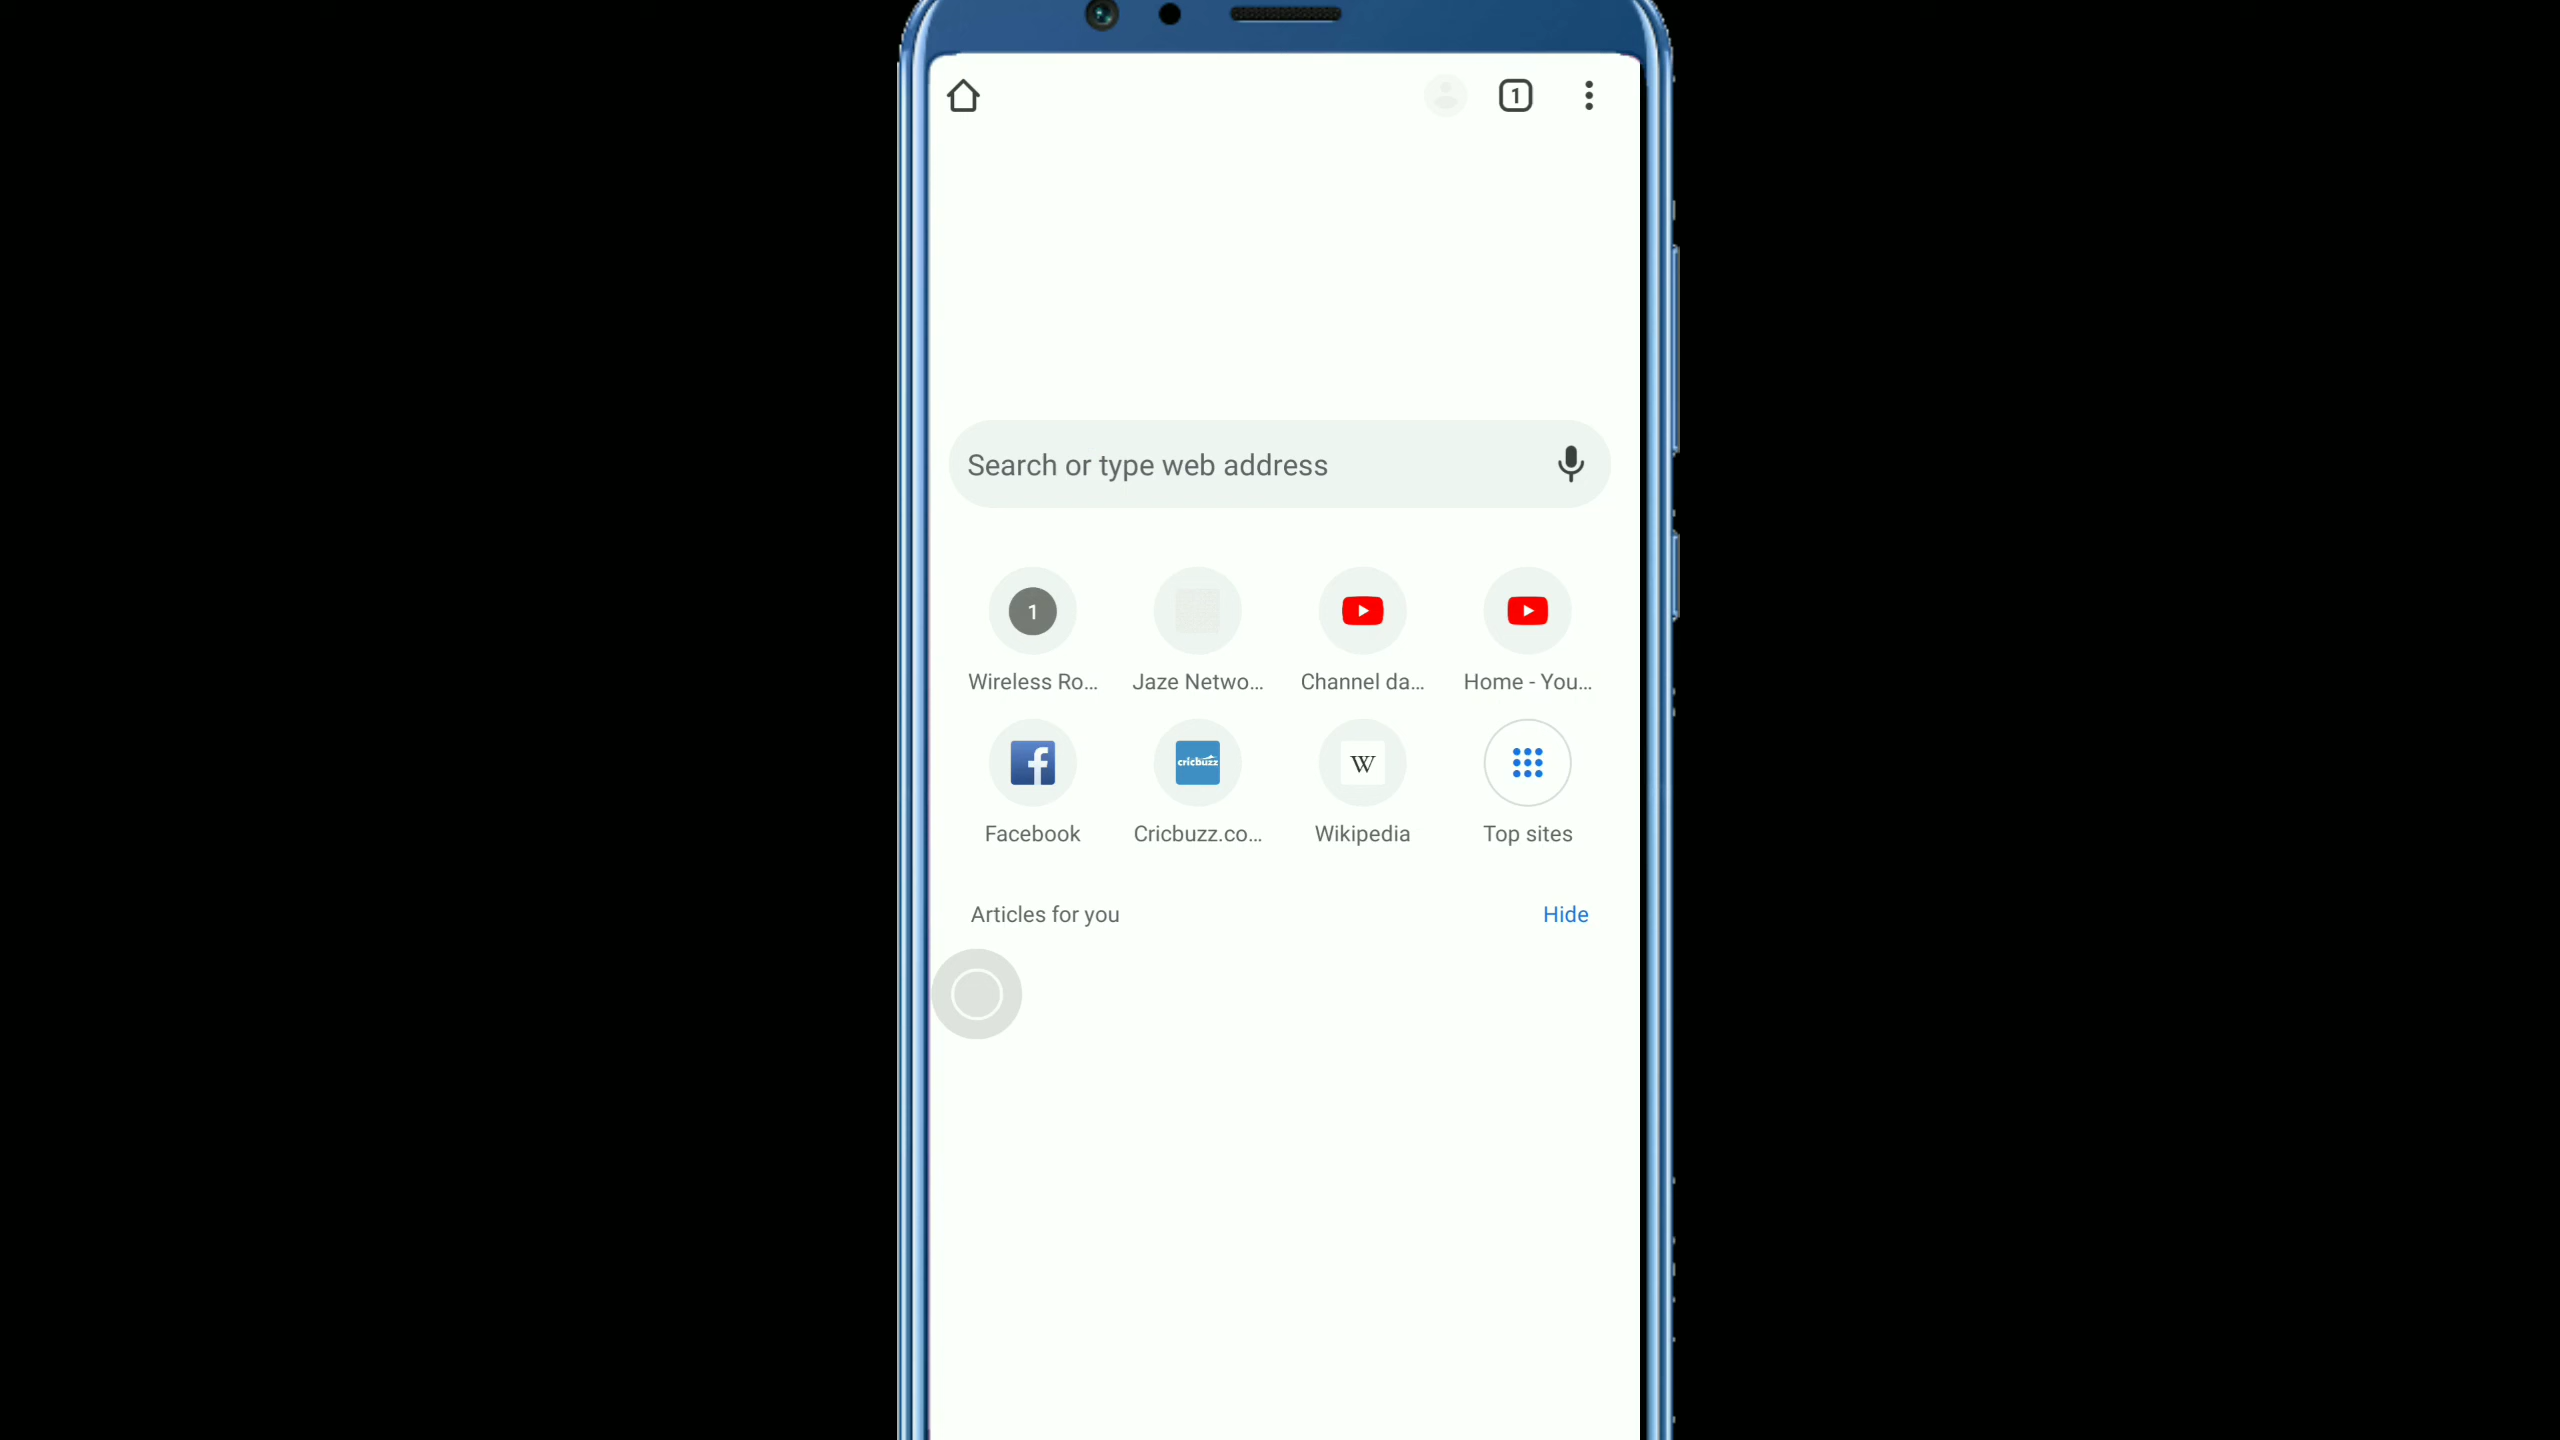 1
Search or type web address
1
Wireless Ro...
Jaze Netwo...
Channel da...
Home - You...
f
cricbuzz
W
Facebook
Cricbuzz.co...
Wikipedia
Top sites
Articles for you
Hide